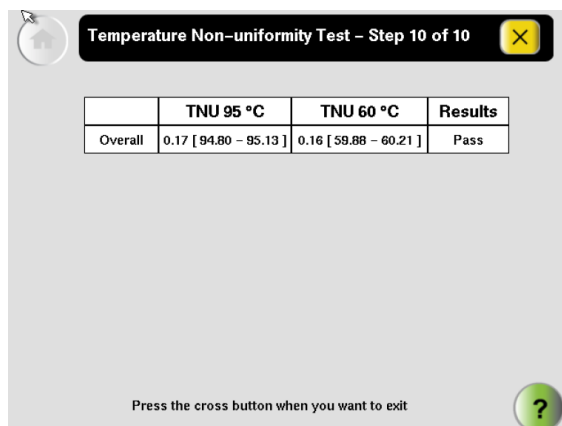 Temperature Non-uniformity Test - Step 10 of 10
TNU 95 °C TNU 60 °C Results
Overall 0.17 [ 94.80 - 95.13 ] 0.16 [ 59.88 - 60.21 ] Pass
Press the cross button when you want to exit
?